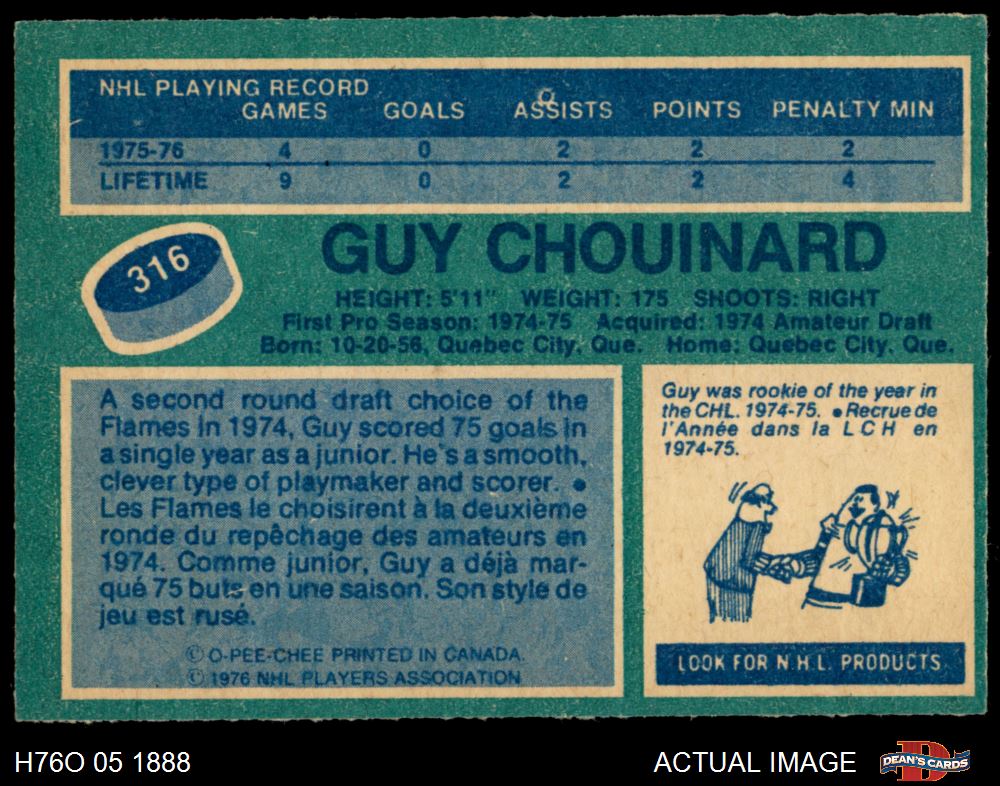 NHL PLAYING RECORD
GAMES GOALS ASSISTS POINTS PENALTY MIN
1975-76 4 0 2 2 2
LIFETIME 9 0 2 2 4
316
GUY CHOUINARD
HEIGHT: 5'11" WEIGHT: 175 SHOOTS: RIGHT
First Pro Season: 1974-75 Acquired: 1974 Amateur Draft
Born: 10-20-56, Quebec City, Que. Home: Quebec City, Que.
A second round draft choice of the
Flames in 1974, Guy scored 75 goals in
a single year as a junior. He's a smooth,
clever type of playmaker and scorer. •
Les Flames le choisirent à la deuxième
ronde du repêchage des amateurs en
1974. Comme junior, Guy a déjà mar-
qué 75 buts en une saison. Son style de
jeu est rusé.
© O-PEE-CHEE PRINTED IN CANADA.
© 1976 NHL PLAYERS ASSOCIATION
Guy was rookie of the year in
the CHL. 1974-75. • Recrue de
l'Année dans la L C H en
1974-75.
LOOK FOR N.H.L. PRODUCTS
H76O 05 1888
ACTUAL IMAGE
DEAN'S CARDS